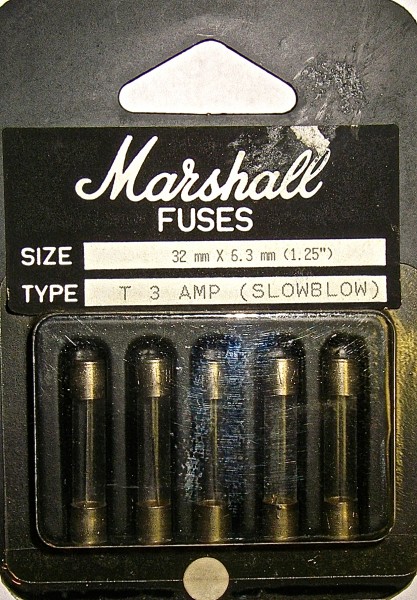 Marshall
FUSES
SIZE 32 mm X 6.3 mm (1.25")
TYPE T 3 AMP (SLOWBLOW)